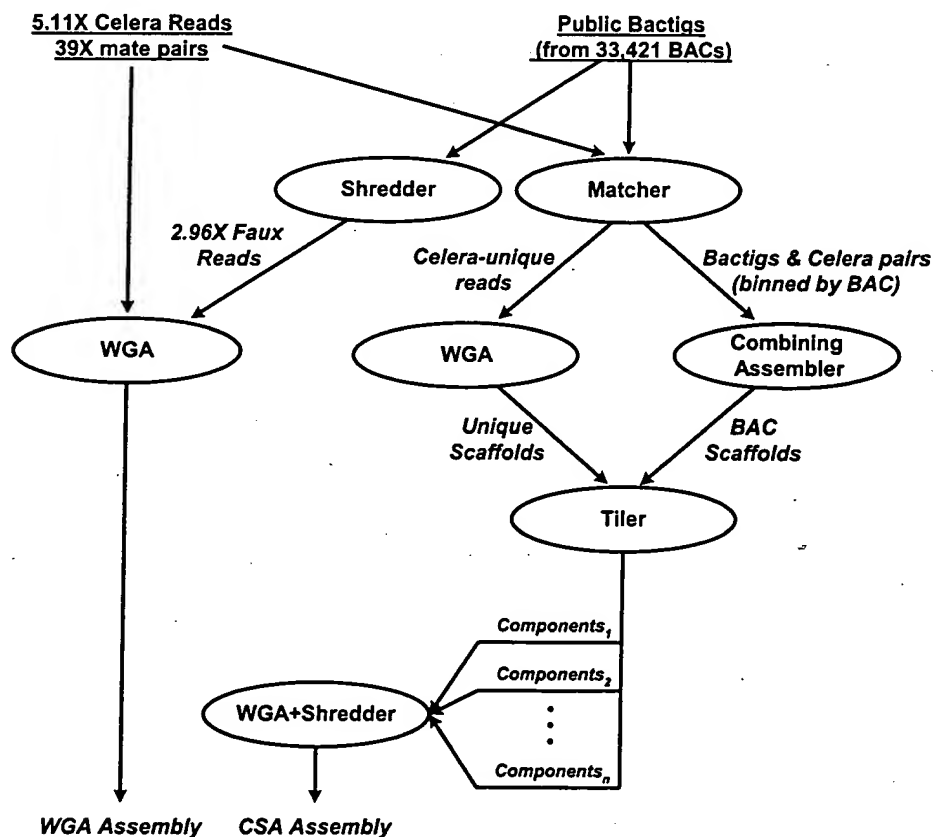 5.11X Celera Reads
39X mate pairs
Public Bactigs
(from 33,421 BACs)
Shredder
Matcher
2.96X Faux
Reads
Celera-unique
reads
Bactigs & Celera pairs
(binned by BAC)
WGA
WGA
Combining
Assembler
Unique
Scaffolds
BAC
Scaffolds
Tiler
Components1
Components2
WGA+Shredder
Componentsn
WGA Assembly
CSA Assembly